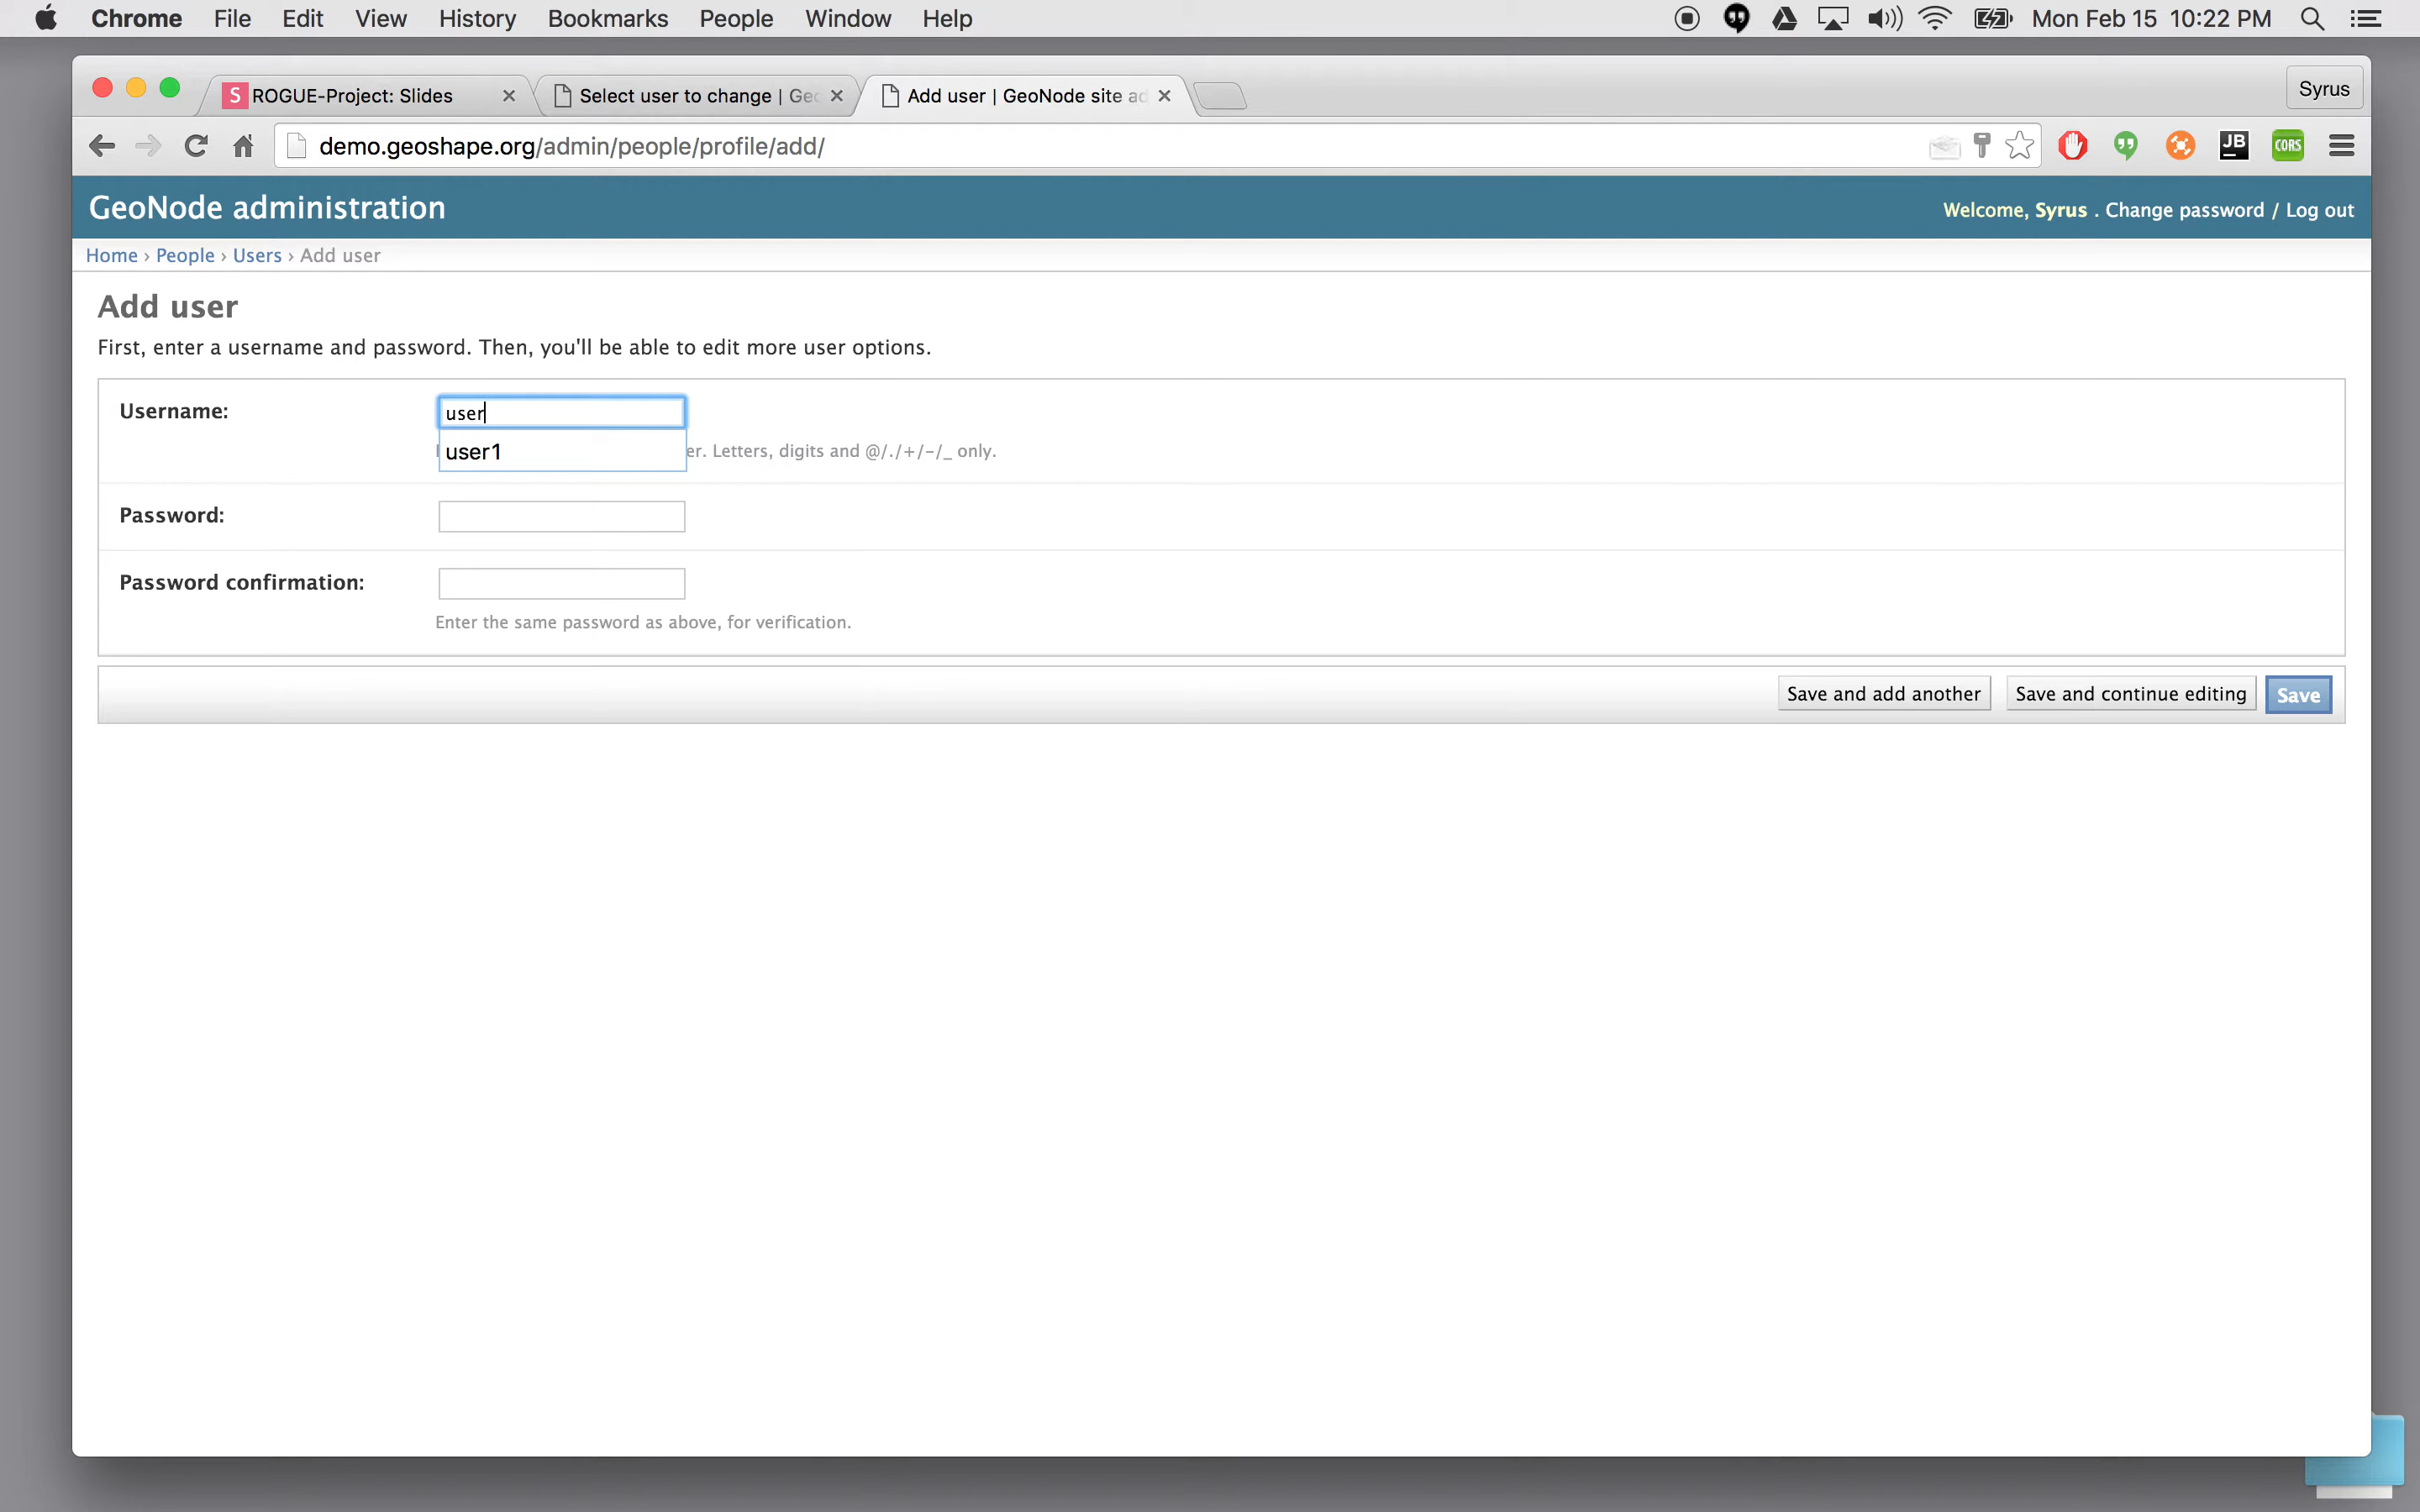 Chrome File Edit View History Bookmarks People Window Help Mon Feb 15 10:22 PM
S ROGUE-Project: Slides Select user to change | Geo Add user | GeoNode site ad Syrus
demo.geoshape.org/admin/people/profile/add/ JB CORS
GeoNode administration Welcome, Syrus . Change password / Log out
Home › People › Users › Add user
Add user
First, enter a username and password. Then, you'll be able to edit more user options.
Username: user
user1 er. Letters, digits and @/./+/-/_ only.
Password:
Password confirmation:
Enter the same password as above, for verification.
Save and add another Save and continue editing Save